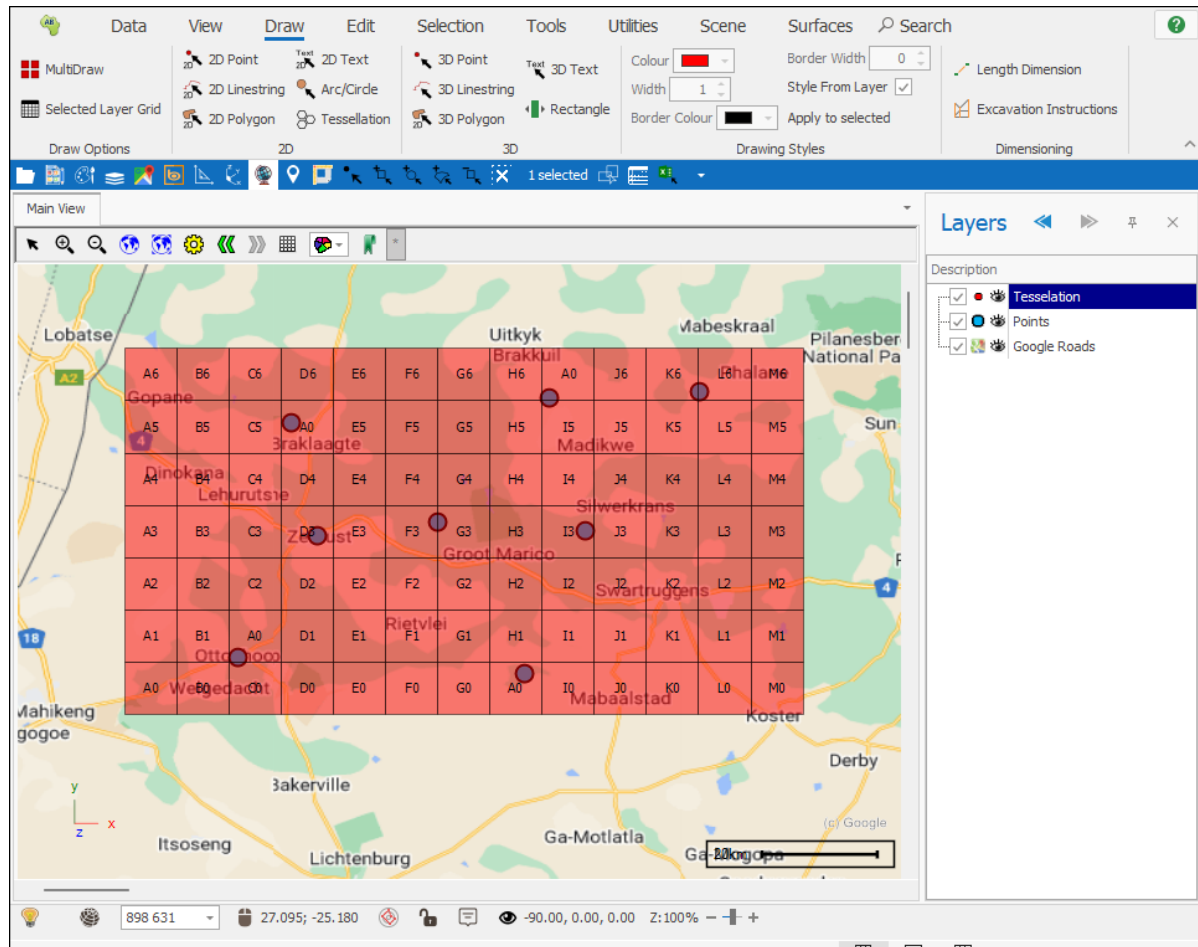 AB Data View Draw Edit Selection Tools Utilities Scene Surfaces Search ?
MultiDraw
Selected Layer Grid
Draw Options
2D Point
2D Linestring
2D Polygon
Text 2D Text
Arc/Circle
Tessellation
2D
3D Point
3D Linestring
3D Polygon
Text 3D Text
Rectangle
3D
Colour
Width 1
Border Colour
Border Width 0
Style From Layer
Apply to selected
Drawing Styles
Length Dimension
Excavation Instructions
Dimensioning
1 selected
Main View
Layers
Description
Tesselation
Points
Google Roads
Lobatse
Uitkyk
Mabeskraal
Pilanesber
National Pa
Brakkuil
A2
A6 B6 C6 D6 E6 F6 G6 H6 A0 J6 K6 L6 M6
Gopane
A5 B5 C5 A0 E5 F5 G5 H5 I5 J5 K5 L5 M5
Sun
4
Braklaagte
Madikwe
Dinokana
A4 B4 C4 D4 E4 F4 G4 H4 I4 J4 K4 L4 M4
Lehurutshe
Silwerkrans
A3 B3 C3 D3 E3 F3 G3 H3 I3 J3 K3 L3 M3
Groot Marico
A2 B2 C2 D2 E2 F2 G2 H2 I2 J2 K2 L2 M2
4
Swartruggens
Rietvlei
18
A1 B1 A0 D1 E1 F1 G1 H1 I1 J1 K1 L1 M1
A0 B0 C0 D0 E0 F0 G0 A0 I0 J0 K0 L0 M0
Welgedacht
Mabaalstad
Mahikeng
gogoe
Koster
Derby
Bakerville
y
x
z
(c) Google
Itsoseng
Lichtenburg
Ga-Motlatla
898 631
27.095; -25.180
-90.00, 0.00, 0.00 Z:100%